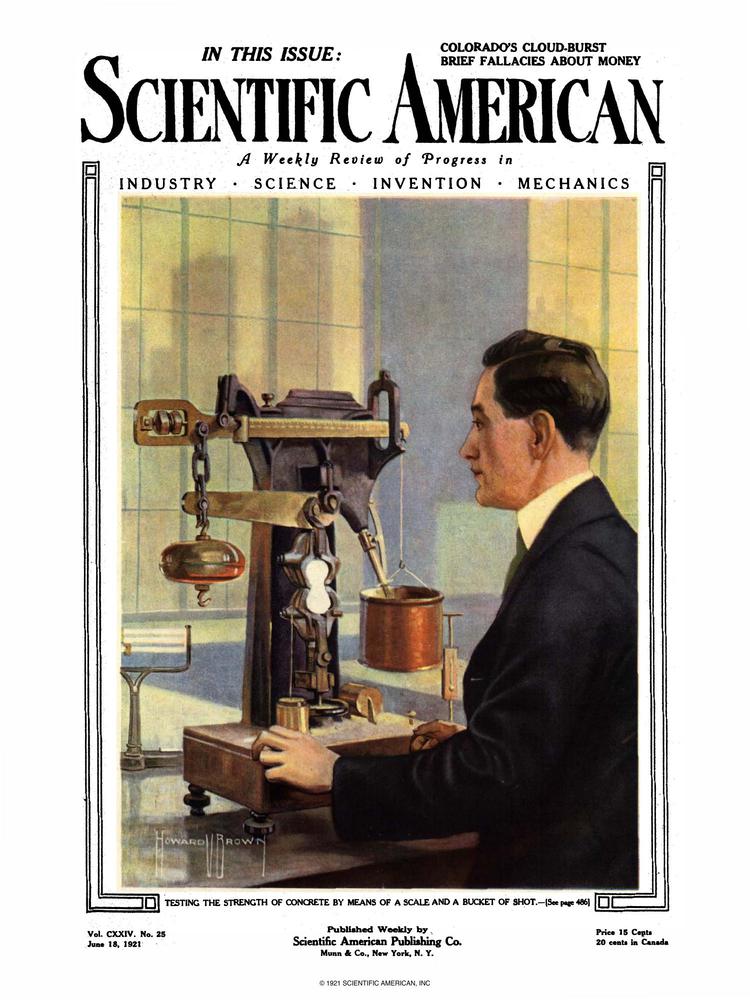 IN THIS ISSUE:
COLORADO'S CLOUD-BURST
BRIEF FALLACIES ABOUT MONEY
SCIENTIFIC AMERICAN
A Weekly Review of Progress in
INDUSTRY · SCIENCE · INVENTION · MECHANICS
HOWARD V BROWN
TESTING THE STRENGTH OF CONCRETE BY MEANS OF A SCALE AND A BUCKET OF SHOT.—[See page 486]
Vol. CXXIV. No. 25
June 18, 1921
Published Weekly by
Scientific American Publishing Co.
Munn & Co., New York, N. Y.
Price 15 Cents
20 cents in Canada
© 1921 SCIENTIFIC AMERICAN, INC